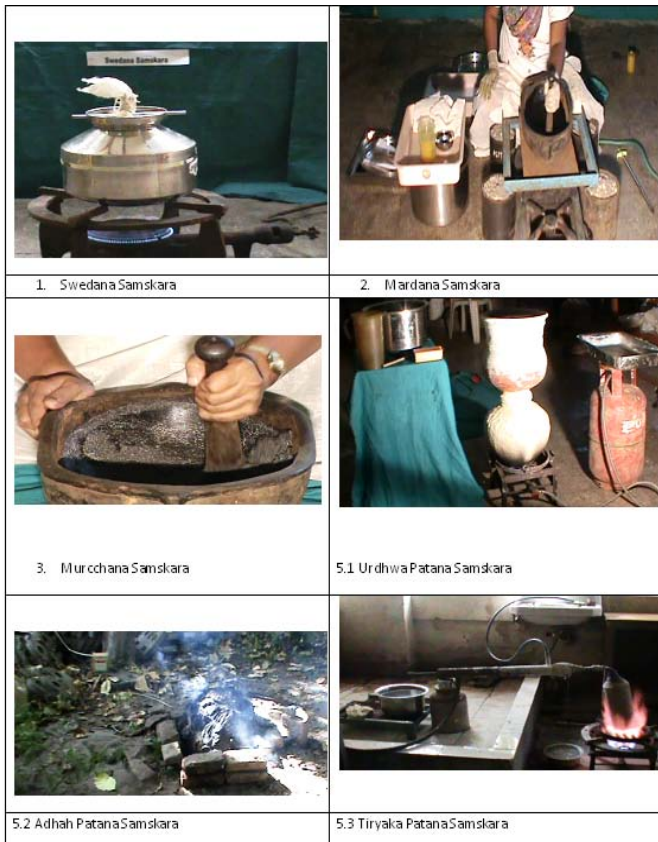 Swedana Samskara
1. Swedana Samskara
2. Mardana Samskara
3. Murcchana Samskara
5.1 Urdhwa Patana Samskara
5.2 Adhah Patana Samskara
5.3 Tiryaka Patana Samskara